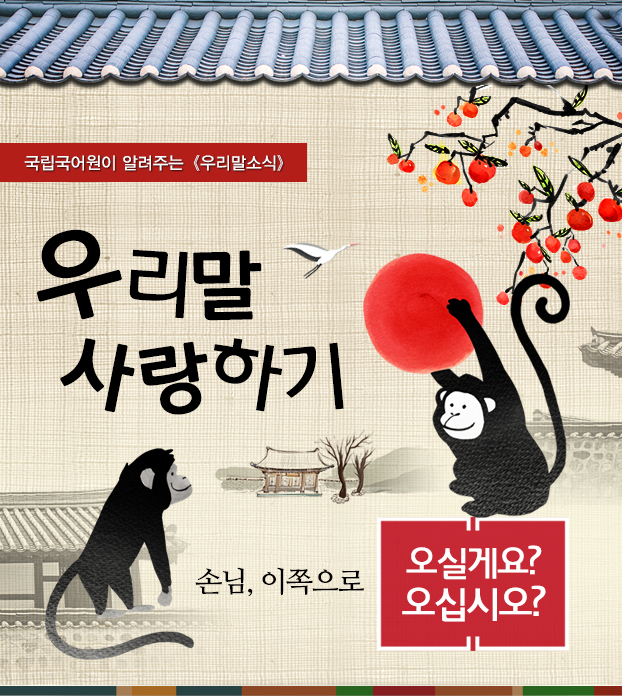 국립국어원이 알려주는 《우리말소식》
우리말
사랑하기
손님, 이쪽으로
오실게요?
오십시오?